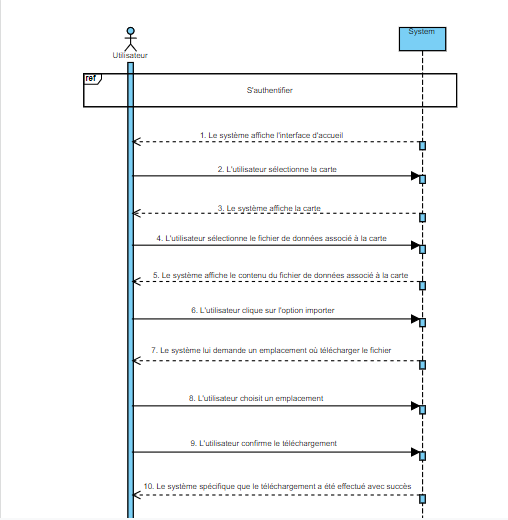 System
Utilisateur
ref
S'authentifier
1. Le système affiche l'interface d'accueil
2. L'utilisateur sélectionne la carte
3. Le système affiche la carte
4. L'utilisateur sélectionne le fichier de données associé à la carte
5. Le système affiche le contenu du fichier de données associé à la carte
6. L'utilisateur clique sur l'option importer
7. Le système lui demande un emplacement où télécharger le fichier
8. L'utilisateur choisit un emplacement
9. L'utilisateur confirme le téléchargement
10. Le système spécifique que le téléchargement a été effectué avec succès